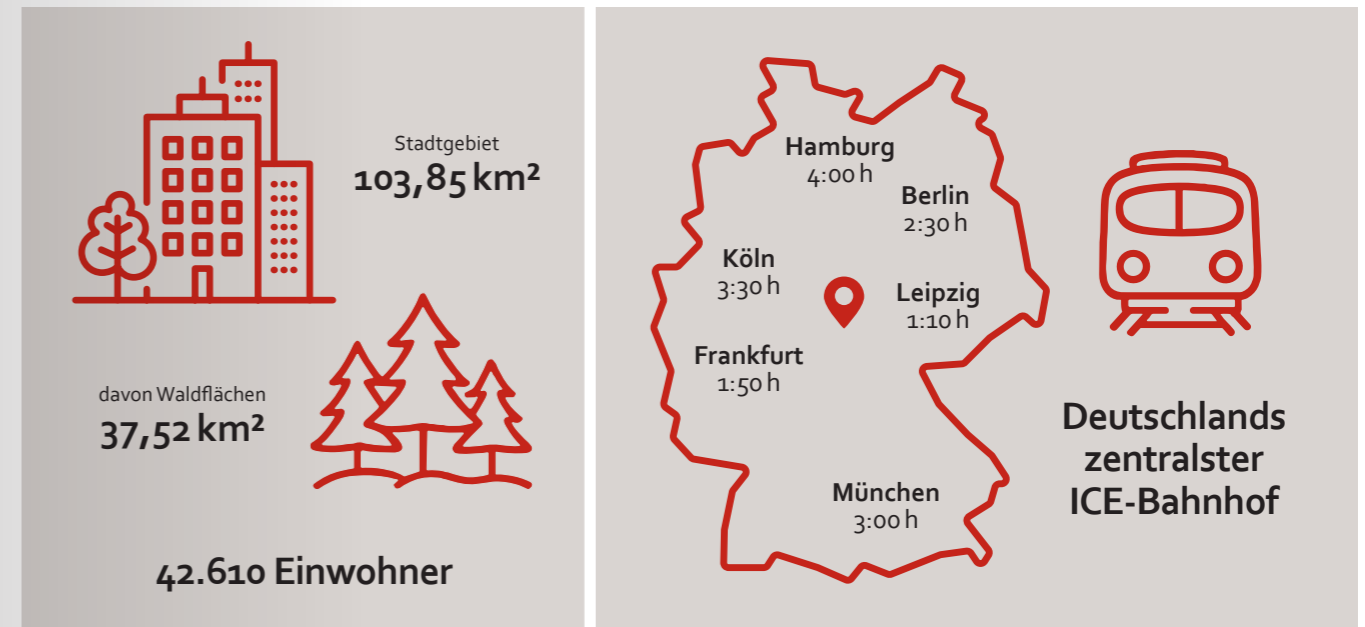 Stadtgebiet
103,85 km²
davon Waldflächen
37,52 km²
42.610 Einwohner
Hamburg
4:00 h
Berlin
2:30 h
Köln
3:30 h
Leipzig
1:10 h
Frankfurt
1:50 h
München
3:00 h
Deutschlands
zentralster
ICE-Bahnhof